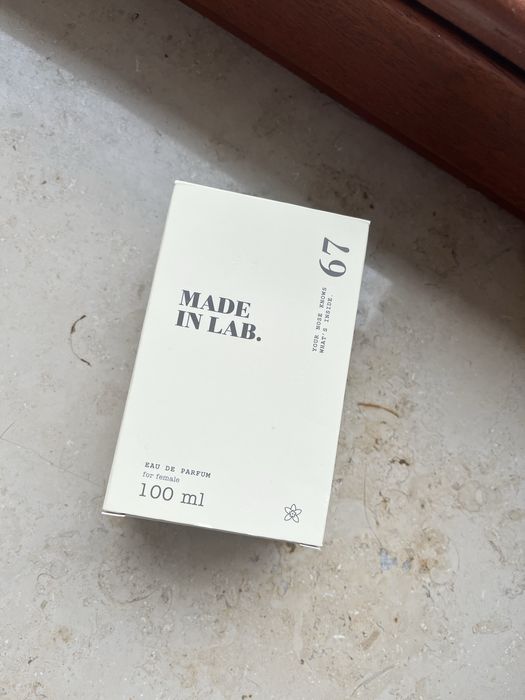 67
YOUR NOSE KNOWS
WHAT'S INSIDE.
MADE
IN LAB.
EAU DE PARFUM
for female
100 ml